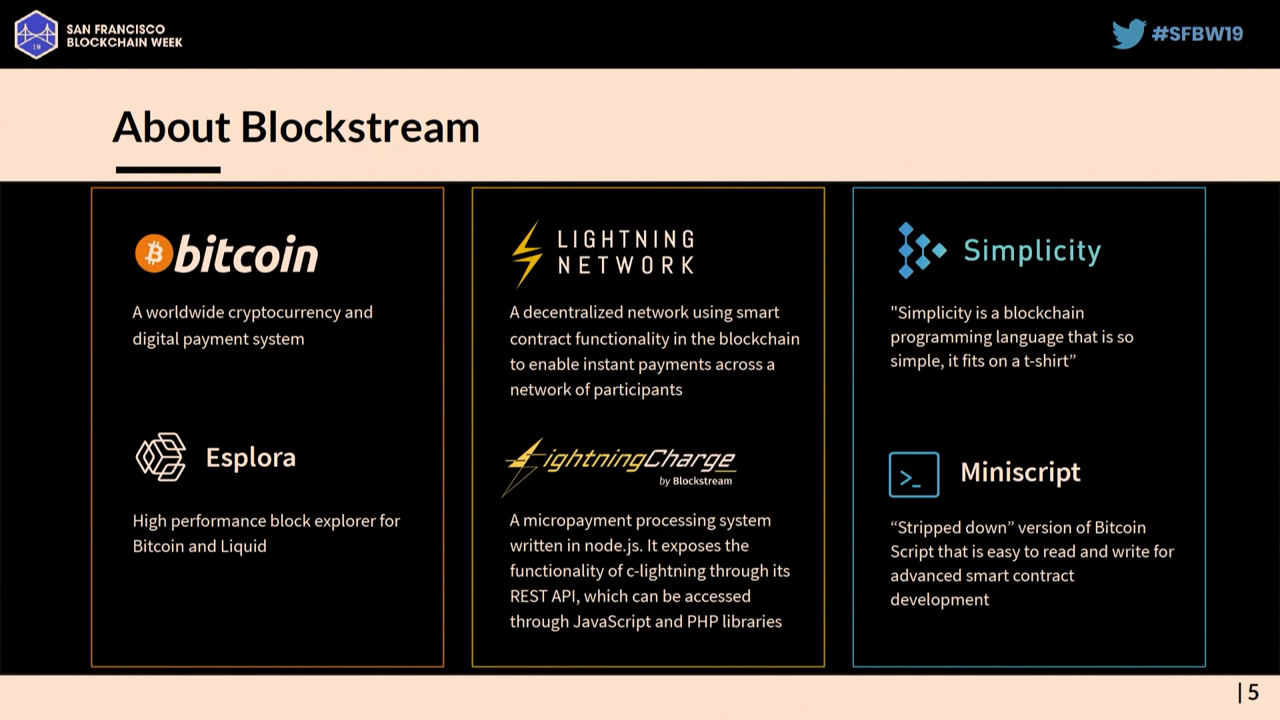 SAN FRANCISCO
BLOCKCHAIN WEEK
19
#SFBW19
About Blockstream
bitcoin
A worldwide cryptocurrency and
digital payment system
Esplora
High performance block explorer for
Bitcoin and Liquid
LIGHTNING
NETWORK
A decentralized network using smart
contract functionality in the blockchain
to enable instant payments across a
network of participants
LightningCharge
by Blockstream
A micropayment processing system
written in node.js. It exposes the
functionality of c-lightning through its
REST API, which can be accessed
through JavaScript and PHP libraries
Simplicity
"Simplicity is a blockchain
programming language that is so
simple, it fits on a t-shirt”
>_ Miniscript
“Stripped down” version of Bitcoin
Script that is easy to read and write for
advanced smart contract
development
| 5